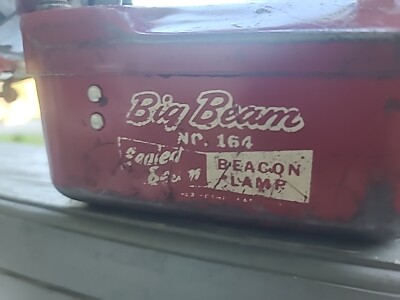 Big Beam
NO. 164
Sealed BEACON
Beam LAMP